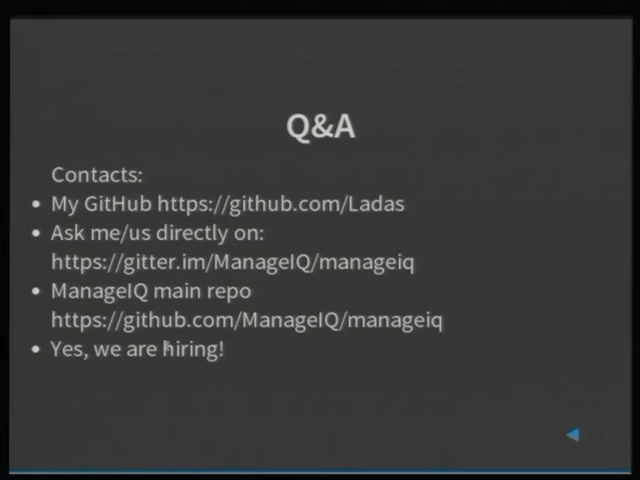 Q&A
Contacts:
• My GitHub https://github.com/Ladas
• Ask me/us directly on:
https://gitter.im/ManageIQ/manageiq
• ManageIQ main repo
https://github.com/ManageIQ/manageiq
• Yes, we are hiring!